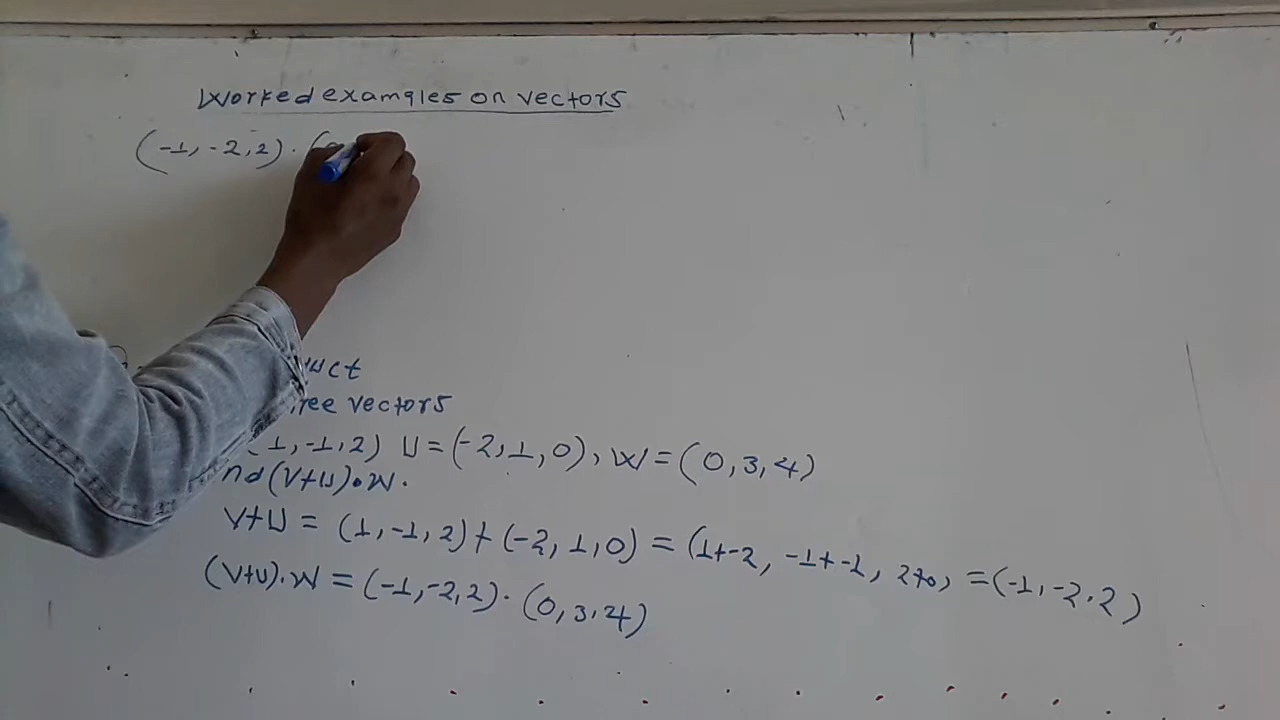 Worked examples on vectors
(-1, -2, 2) · (
ree vectors
(1, -1, 2) U = (-2, 1, 0), W = (0, 3, 4)
nd (V+U) · W.
V+U = (1, -1, 2) + (-2, 1, 0) = (1+-2, -1+-1, 2+0, = (-1, -2, 2)
(V+U) · W = (-1, -2, 2) · (0, 3, 4)